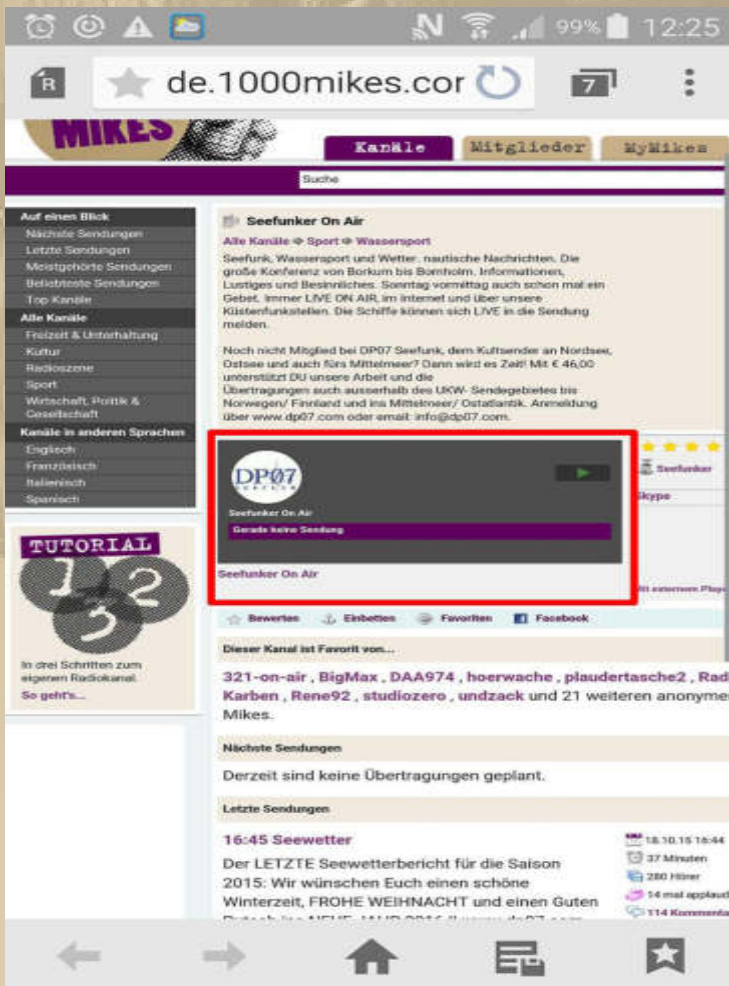 99% 12:25
R de.1000mikes.cor 7
MIKES
Kanäle Mitglieder MyMikes
Suche
Auf einen Blick
Nächste Sendungen
Letzte Sendungen
Meistgehörte Sendungen
Beliebteste Sendungen
Top Kanäle
Alle Kanäle
Freizeit & Unterhaltung
Kultur
Radioszene
Sport
Wirtschaft, Politik &
Gesellschaft
Kanäle in anderen Sprachen
Englisch
Französisch
Italienisch
Spanisch
TUTORIAL
1 2 3
In drei Schritten zum
eigenen Radiokanal.
So geht's...
Seefunker On Air
Alle Kanäle Sport Wassersport
Seefunk, Wassersport und Wetter. nautische Nachrichten. Die
große Konferenz von Borkum bis Bornholm. Informationen,
Lustiges und Besinnliches. Sonntag vormittag auch schon mal ein
Gebet. Immer LIVE ON AIR, im Internet und über unsere
Küstenfunkstellen. Die Schiffe können sich LIVE in die Sendung
melden.
Noch nicht Mitglied bei DP07 Seefunk, dem Kultsender an Nordsee,
Ostsee und auch fürs Mittelmeer? Dann wird es Zeit! Mit € 46,00
unterstützt DU unsere Arbeit und die
Übertragungen auch ausserhalb des UKW- Sendegebietes bis
Norwegen/ Finnland und ins Mittelmeer/ Ostatlantik. Anmeldung
über www.dp07.com oder email: info@dp07.com.
DP07
SEEFUNK
Seefunker On Air
Gerade keine Sendung
Seefunker On Air
Seefunker
Skype
Mit externem Playe
Bewerten Einbetten Favoriten Facebook
Dieser Kanal ist Favorit von...
321-on-air , BigMax , DAA974 , hoerwache , plaudertasche2 , Radi
Karben , Rene92 , studiozero , undzack und 21 weiteren anonymen
Mikes.
Nächste Sendungen
Derzeit sind keine Übertragungen geplant.
Letzte Sendungen
16:45 Seewetter
Der LETZTE Seewetterbericht für die Saison
2015: Wir wünschen Euch einen schöne
Winterzeit, FROHE WEIHNACHT und einen Guten
18.10.15 16:44
37 Minuten
280 Hörer
14 mal applaud
114 Kommenta